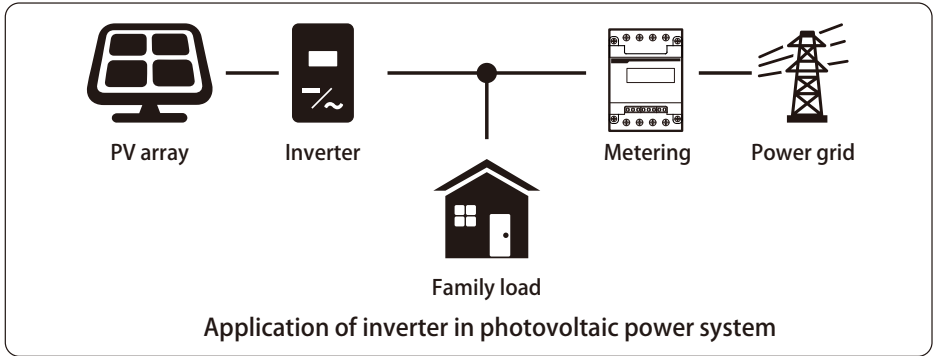 PV array
Inverter
Metering
Power grid
Family load
Application of inverter in photovoltaic power system